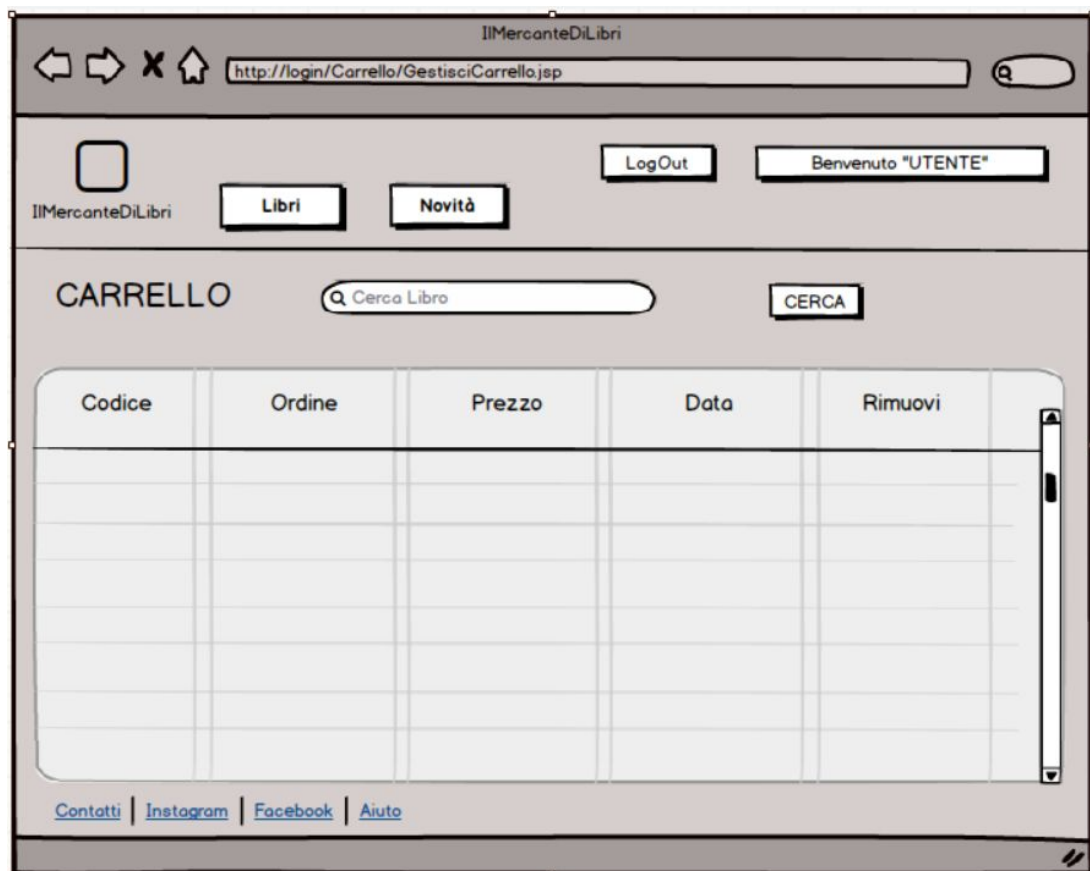 IlMercanteDiLibri
http://login/Carrello/GestisciCarrello.jsp
LogOut
Benvenuto "UTENTE"
IlMercanteDiLibri
Libri
Novità
CARRELLO
Cerca Libro
CERCA
Codice
Ordine
Prezzo
Data
Rimuovi
Contatti
Instagram
Facebook
Aiuto